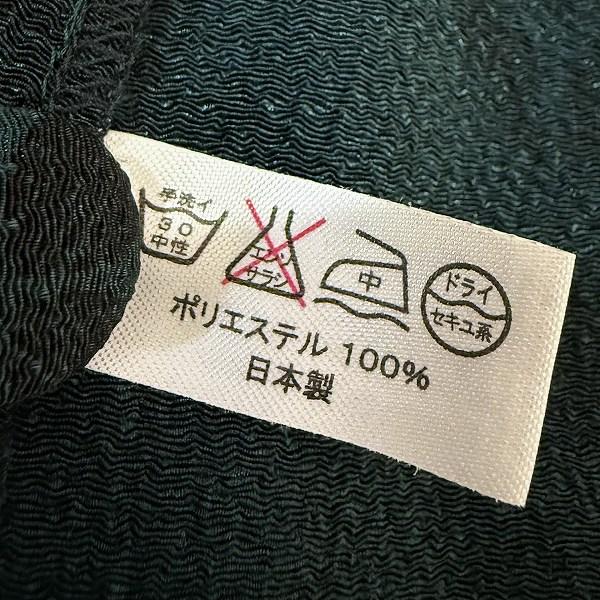 手洗イ
30
中性
エンソ
サラシ
中
ドライ
セキユ系
ポリエステル 100%
日本製